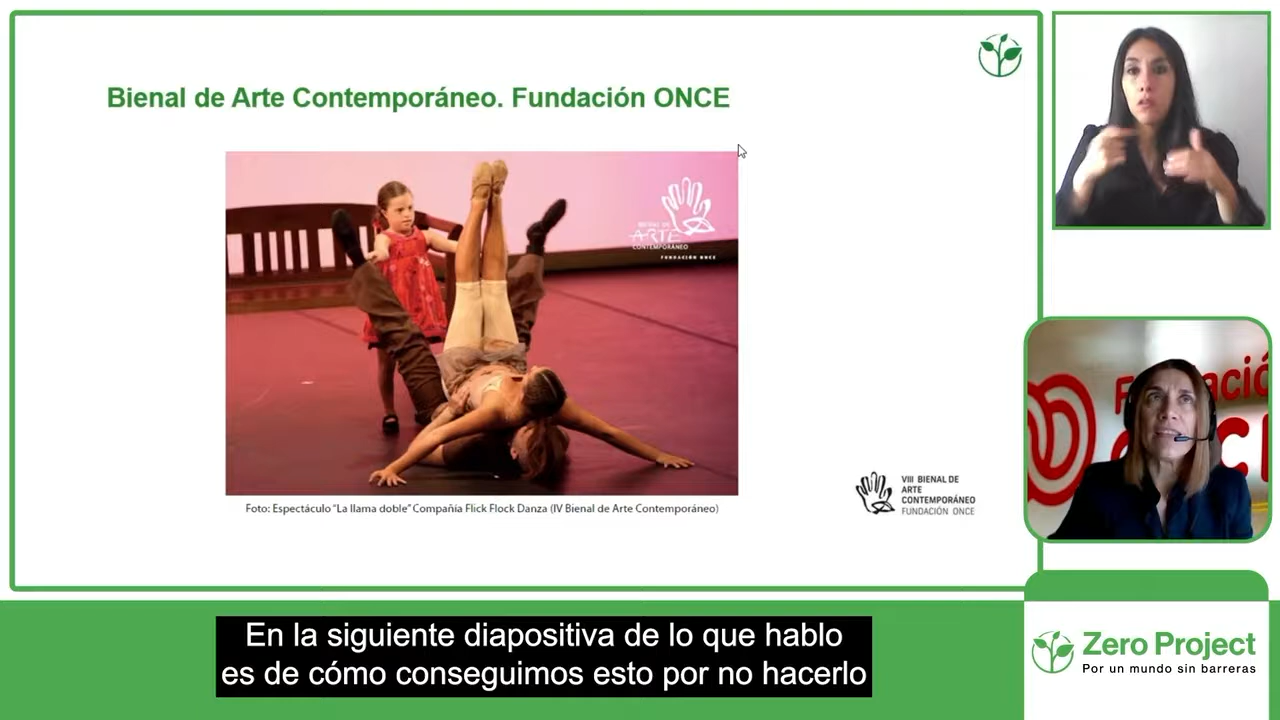 Bienal de Arte Contemporáneo. Fundación ONCE
BIENAL DE
ARTE
CONTEMPORÁNEO
FUNDACIÓN ONCE
Foto: Espectáculo "La llama doble" Compañía Flick Flock Danza (IV Bienal de Arte Contemporáneo)
VIII BIENAL DE
ARTE
CONTEMPORÁNEO
FUNDACIÓN ONCE
En la siguiente diapositiva de lo que hablo
es de cómo conseguimos esto por no hacerlo
Zero Project
Por un mundo sin barreras